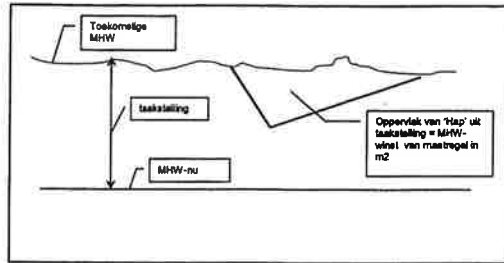 Toekomstige
MHW
taakstelling
Oppervlak van 'Hap' uit
taakstelling = MHW-
winst van maatregel in
m2
MHW-nu